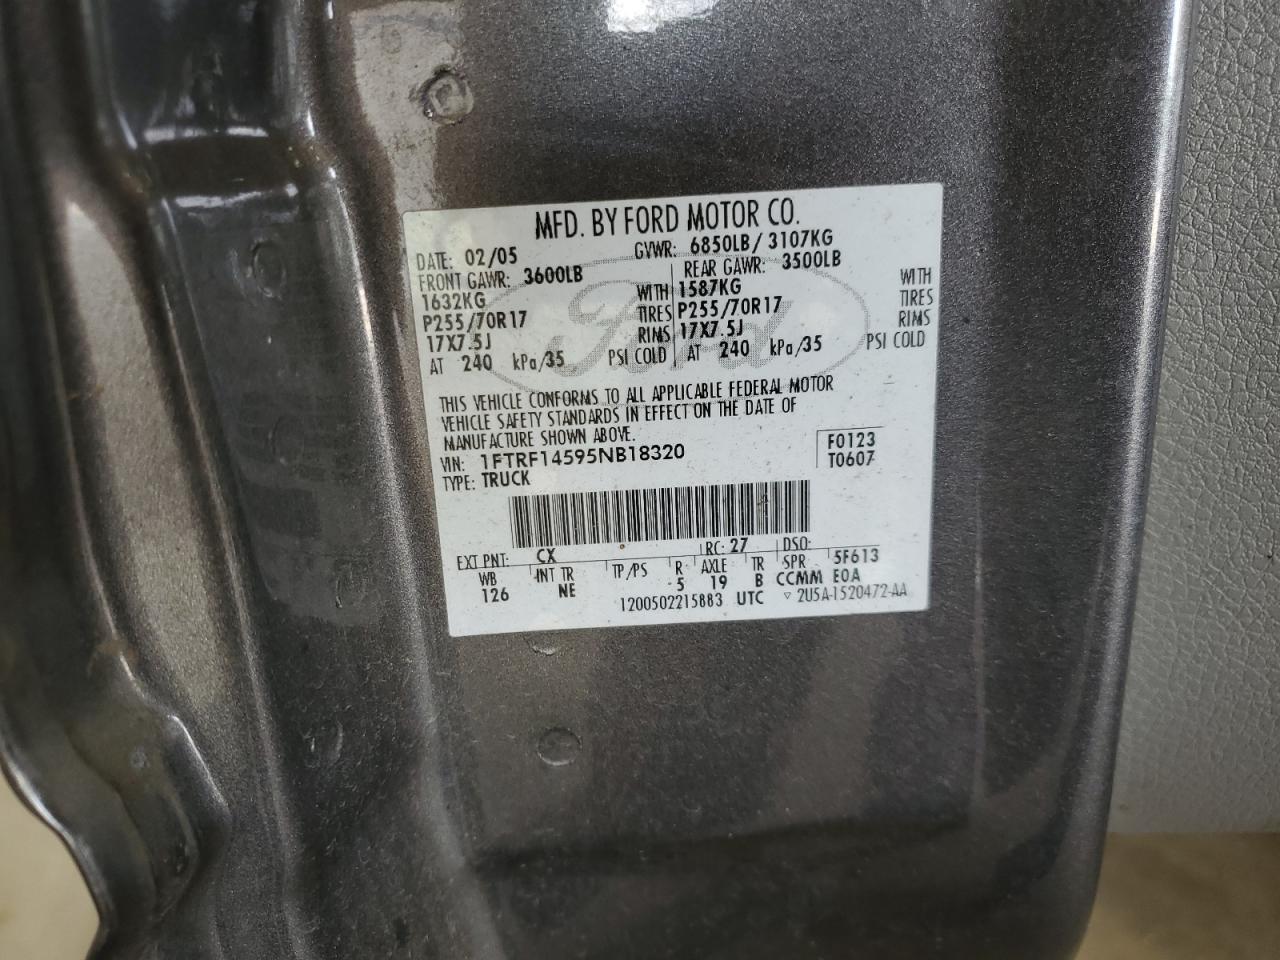 MFD. BY FORD MOTOR CO.
DATE: 02/05 GVWR: 6850LB/ 3107KG
FRONT GAWR: 3600LB REAR GAWR: 3500LB
1632KG WITH 1587KG WITH
P255/70R17 TIRES P255/70R17 TIRES
17X7.5J RIMS 17X7.5J RIMS
AT 240 kPa/35 PSI COLD AT 240 kPa/35 PSI COLD
Ford
THIS VEHICLE CONFORMS TO ALL APPLICABLE FEDERAL MOTOR
VEHICLE SAFETY STANDARDS IN EFFECT ON THE DATE OF
MANUFACTURE SHOWN ABOVE.
VIN: 1FTRF14595NB18320 F0123
TYPE: TRUCK T0607
EXT PNT: CX RC: 27 DSO:
WB INT TR TP/PS R AXLE TR SPR 5F613
126 NE 5 19 B CCMM EOA
1200502215883 UTC ▽ 2U5A-1520472-AA